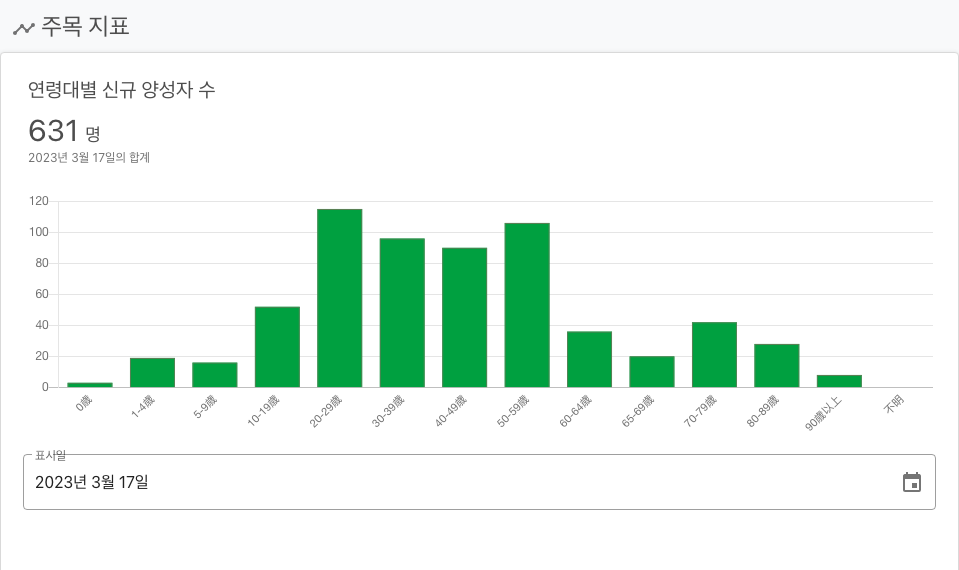 주목 지표
연령대별 신규 양성자 수
631 명
2023년 3월 17일의 합계
120
100
80
60
40
20
0
0歳
1-4歳
5-9歳
10-19歳
20-29歳
30-39歳
40-49歳
50-59歳
60-64歳
65-69歳
70-79歳
80-89歳
90歳以上
不明
표사일
2023년 3월 17일